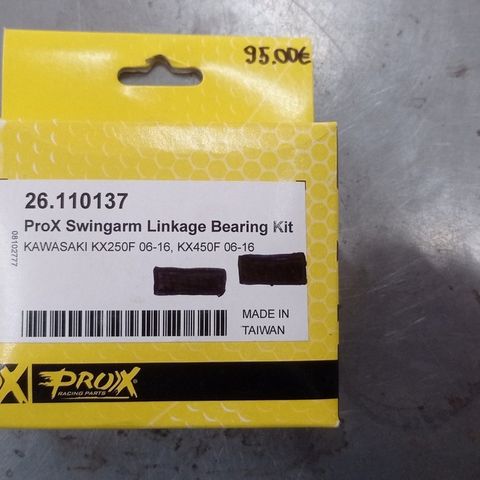 95.00€
26.110137
ProX Swingarm Linkage Bearing Kit
KAWASAKI KX250F 06-16, KX450F 06-16
08102777
MADE IN
TAIWAN
X PROX
RACING PARTS